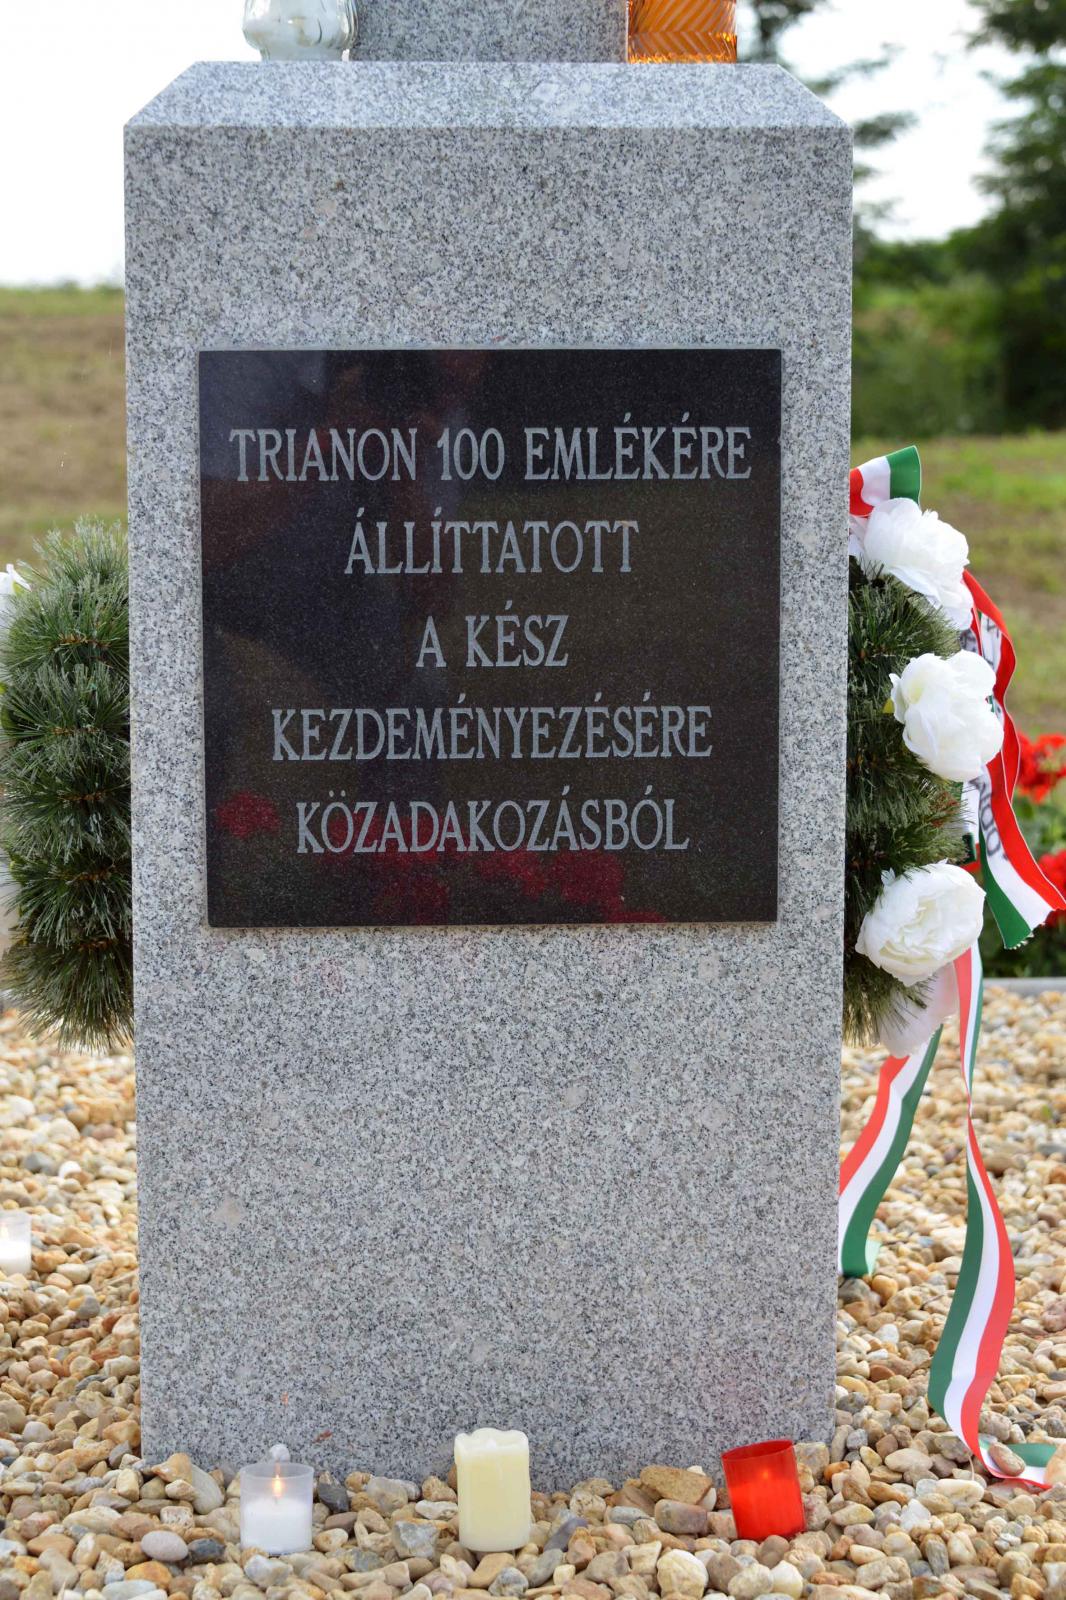 TRIANON 100 EMLÉKÉRE
ÁLLÍTTATOTT
A KÉSZ
KEZDEMÉNYEZÉSÉRE
KÖZADAKOZÁSBÓL